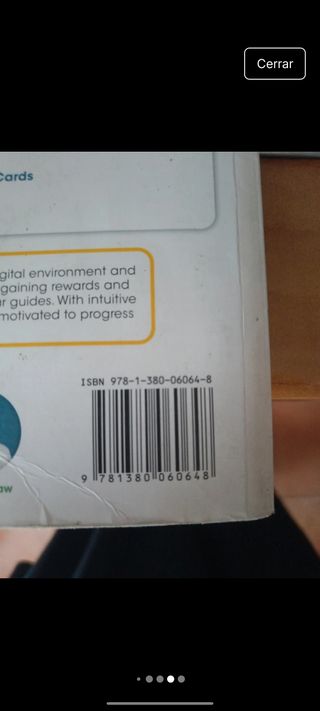 Cerrar
Cards
gital environment and
gaining rewards and
r guides. With intuitive
motivated to progress
ISBN 978-1-380-06064-8
9 781380 060648
aw